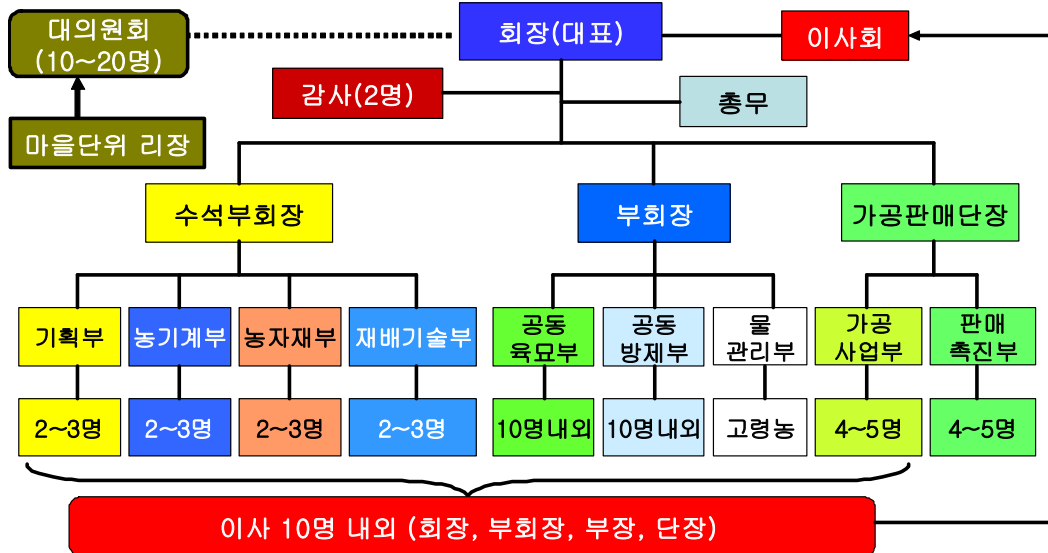 대의원회
(10~20명)
회장(대표)
이사회
감사(2명)
총무
마을단위 리장
수석부회장
부회장
가공판매단장
기획부
농기계부
농자재부
재배기술부
공동
육묘부
공동
방제부
물
관리부
가공
사업부
판매
촉진부
2~3명
2~3명
2~3명
2~3명
10명내외
10명내외
고령농
4~5명
4~5명
이사 10명 내외 (회장, 부회장, 부장, 단장)